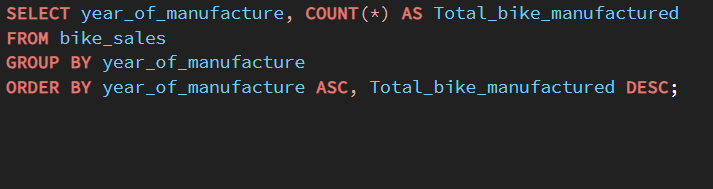 SELECT year_of_manufacture, COUNT(*) AS Total_bike_manufactured
FROM bike_sales
GROUP BY year_of_manufacture
ORDER BY year_of_manufacture ASC, Total_bike_manufactured DESC;